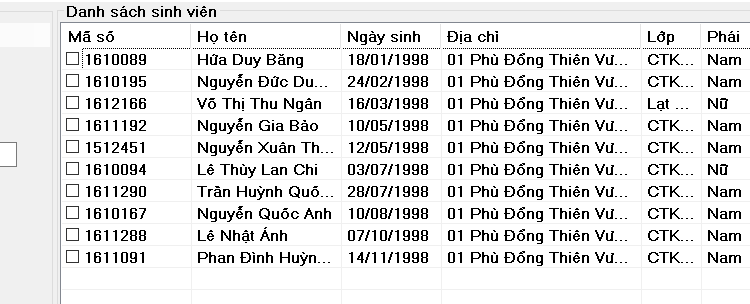 Danh sách sinh viên
Mã số Họ tên Ngày sinh Địa chỉ Lớp Phái
1610089 Hứa Duy Băng 18/01/1998 01 Phù Đổng Thiên Vư... CTK... Nam
1610195 Nguyễn Đức Du... 24/02/1998 01 Phù Đổng Thiên Vư... CTK... Nam
1612166 Võ Thị Thu Ngân 16/03/1998 01 Phù Đổng Thiên Vư... Lạt ... Nữ
1611192 Nguyễn Gia Bảo 10/05/1998 01 Phù Đổng Thiên Vư... CTK... Nam
1512451 Nguyễn Xuân Th... 12/05/1998 01 Phù Đổng Thiên Vư... CTK... Nam
1610094 Lê Thùy Lan Chi 03/07/1998 01 Phù Đổng Thiên Vư... CTK... Nữ
1611290 Trần Huỳnh Quố... 28/07/1998 01 Phù Đổng Thiên Vư... CTK... Nam
1610167 Nguyễn Quốc Anh 10/08/1998 01 Phù Đổng Thiên Vư... CTK... Nam
1611288 Lê Nhật Ánh 07/10/1998 01 Phù Đổng Thiên Vư... CTK... Nam
1611091 Phan Đình Huỳn... 14/11/1998 01 Phù Đổng Thiên Vư... CTK... Nam